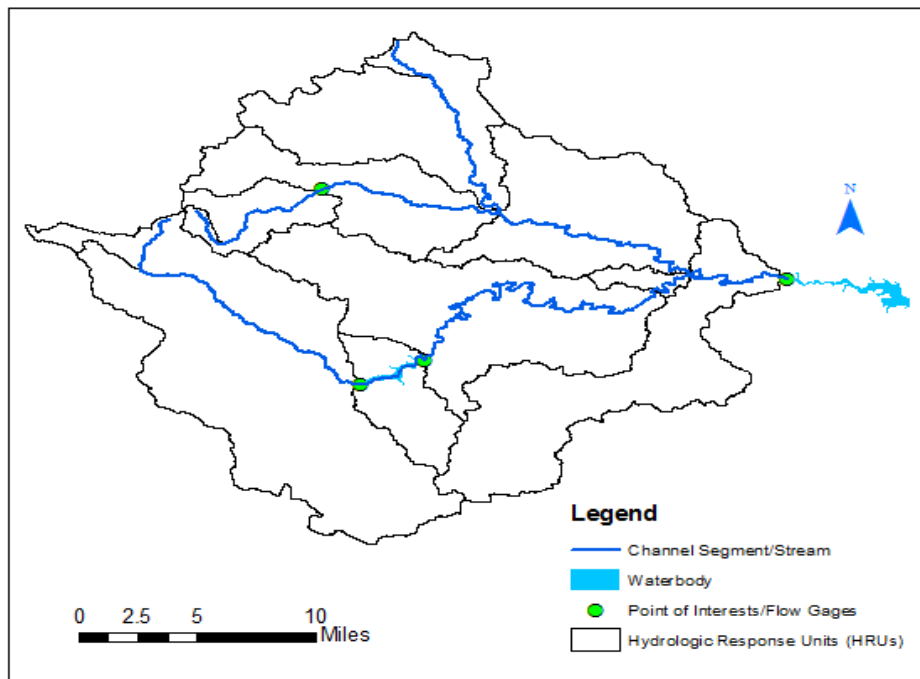 N
Legend
Channel Segment/Stream
Waterbody
Point of Interests/Flow Gages
Hydrologic Response Units (HRUs)
0 2.5 5 10
Miles